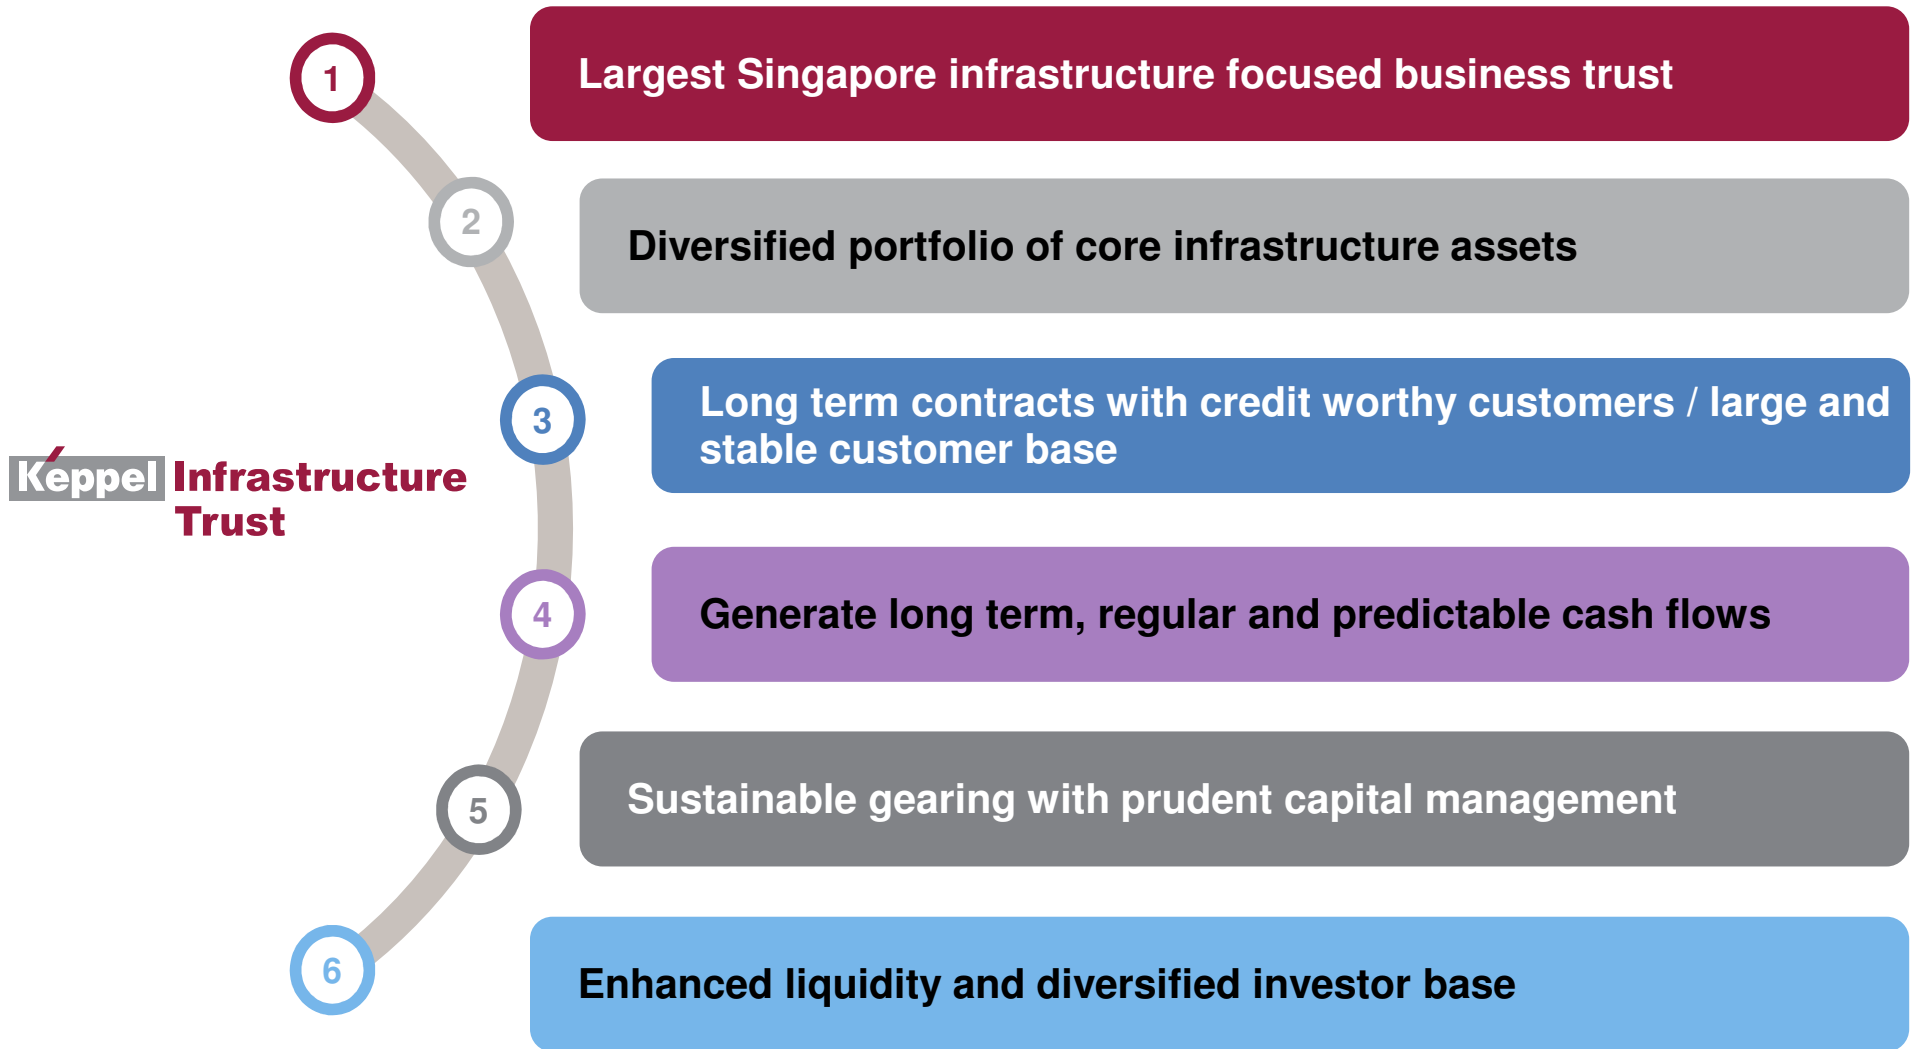 1
Largest Singapore infrastructure focused business trust
2
Diversified portfolio of core infrastructure assets
3
Long term contracts with credit worthy customers / large and
stable customer base
Keppel Infrastructure
Trust
4
Generate long term, regular and predictable cash flows
5
Sustainable gearing with prudent capital management
6
Enhanced liquidity and diversified investor base